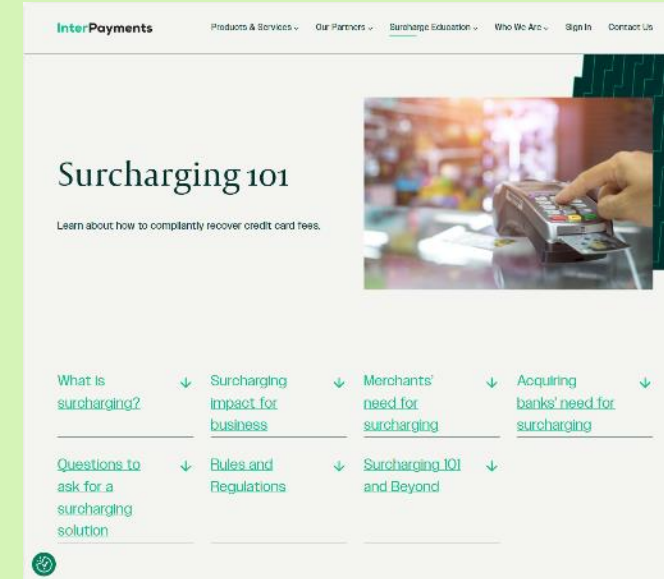 InterPayments
Products & Services
Our Partners
Surcharge Education
Who We Are
Sign In
Contact Us
Surcharging 101
Learn about how to compliantly recover credit card fees.
What is
surcharging?
Surcharging
impact for
business
Merchants'
need for
surcharging
Acquiring
banks' need for
surcharging
Questions to
ask for a
surcharging
solution
Rules and
Regulations
Surcharging 101
and Beyond